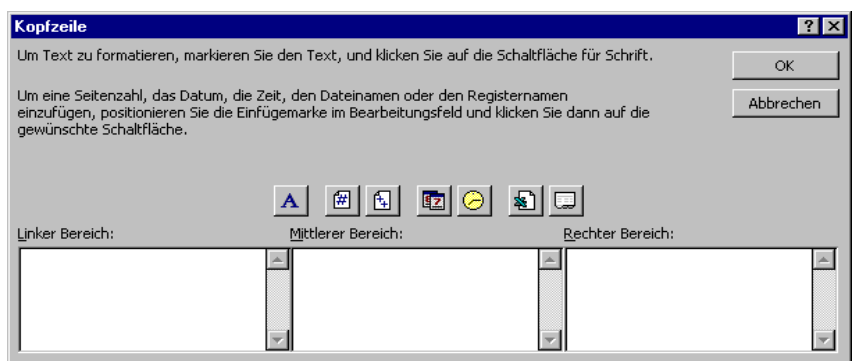 Kopfzeile
Um Text zu formatieren, markieren Sie den Text, und klicken Sie auf die Schaltfläche für Schrift.
OK
Um eine Seitenzahl, das Datum, die Zeit, den Dateinamen oder den Registernamen
einzufügen, positionieren Sie die Einfügemarke im Bearbeitungsfeld und klicken Sie dann auf die
gewünschte Schaltfläche.
Abbrechen
A
Linker Bereich:
Mittlerer Bereich:
Rechter Bereich: